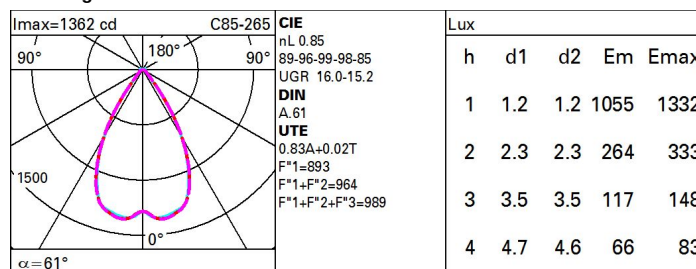 Imax=1362 cd C85-265
90° 180° 90°
1500
0°
α=61°
CIE
nL 0.85
89-96-99-98-85
UGR 16.0-15.2
DIN
A.61
UTE
0.83A+0.02T
F"1=893
F"1+F"2=964
F"1+F"2+F"3=989
Lux
h d1 d2 Em Emax
1 1.2 1.2 1055 1332
2 2.3 2.3 264 333
3 3.5 3.5 117 148
4 4.7 4.6 66 83